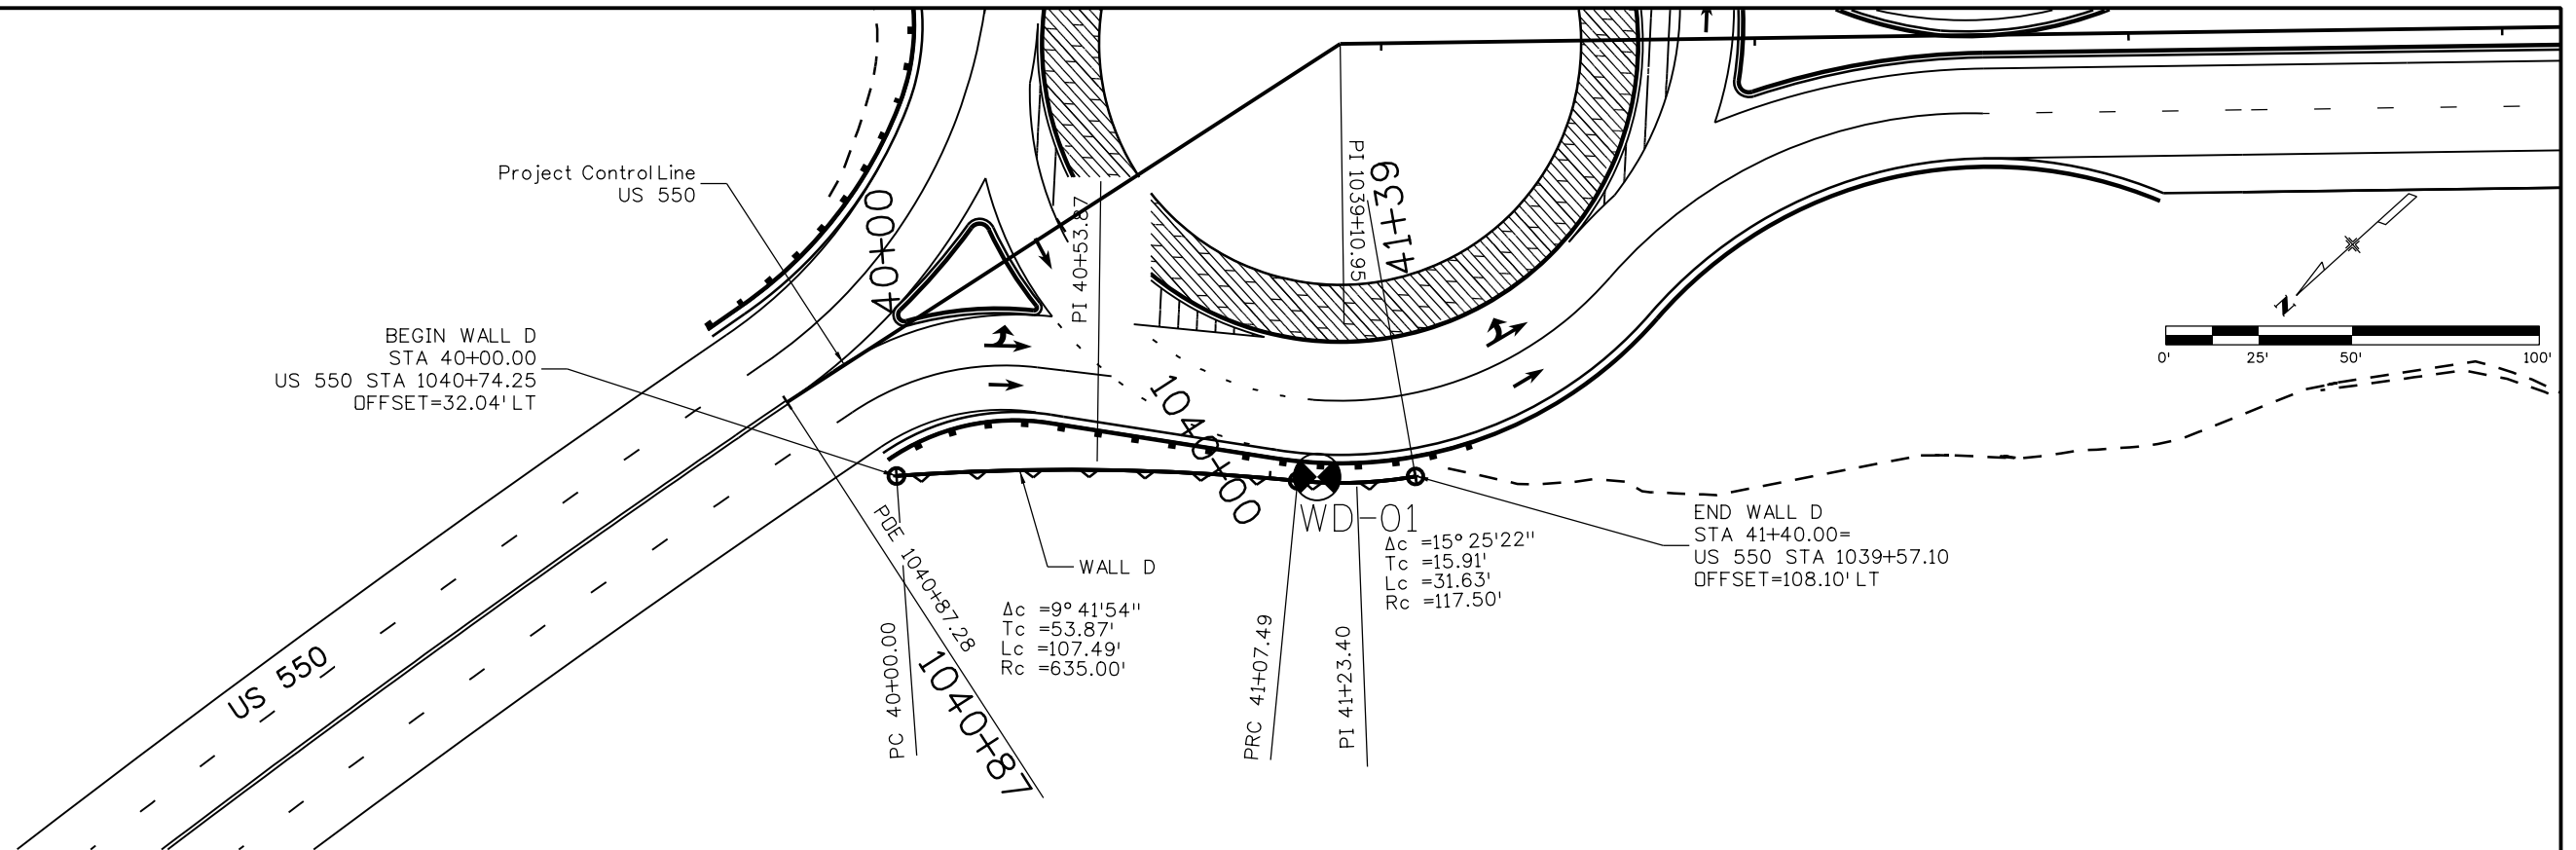 Project Control Line
US 550
BEGIN WALL D
STA 40+00.00
US 550 STA 1040+74.25
OFFSET=32.04' LT
40+00
PI 40+53.87
PI 1039+10.95
41+39
0' 25' 50' 100'
N
1040+00
WD-01
Δc =15°25'22"
Tc =15.91'
Lc =31.63'
Rc =117.50'
END WALL D
STA 41+40.00=
US 550 STA 1039+57.10
OFFSET=108.10' LT
WALL D
Δc =9°41'54"
Tc =53.87'
Lc =107.49'
Rc =635.00'
POE 1040+87.28
1040+87
PC 40+00.00
PRC 41+07.49
PI 41+23.40
US 550